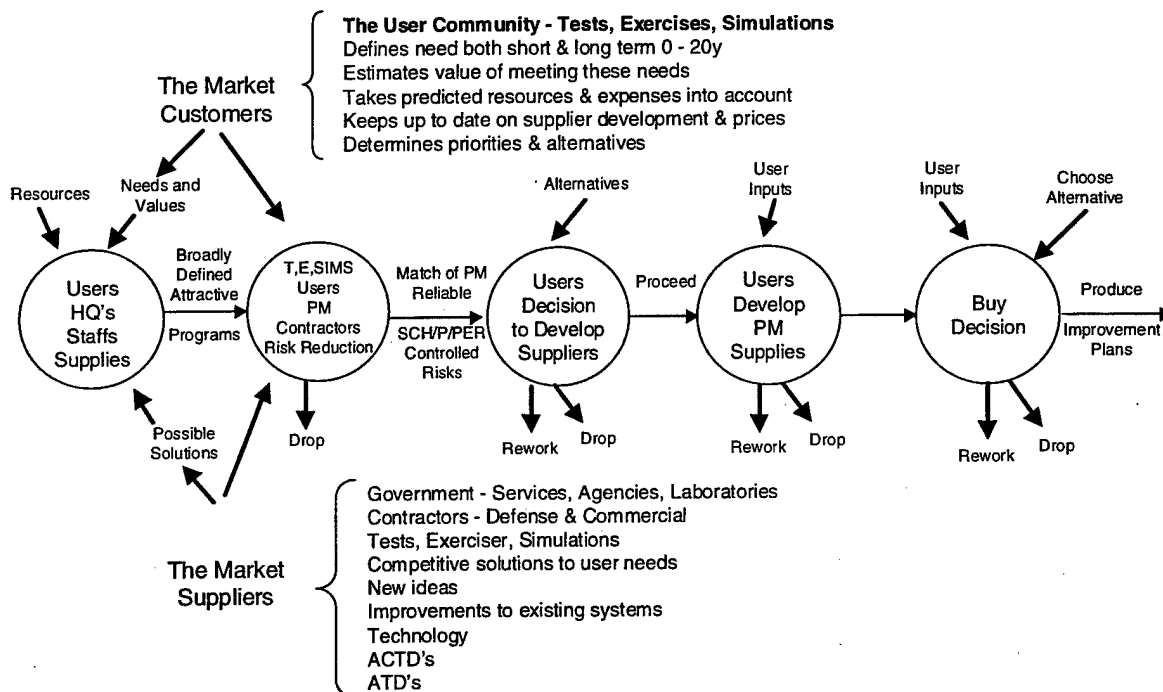 The User Community - Tests, Exercises, Simulations
Defines need both short & long term 0 - 20y
Estimates value of meeting these needs
Takes predicted resources & expenses into account
Keeps up to date on supplier development & prices
Determines priorities & alternatives
The Market
Customers
Resources
Needs and
Values
Alternatives
User
Inputs
User
Inputs
Choose
Alternative
Users
HQ's
Staffs
Supplies
Broadly
Defined
Attractive
Programs
T,E,SIMS
Users
PM
Contractors
Risk Reduction
Match of PM
Reliable
SCH/P/PER
Controlled
Risks
Users
Decision
to Develop
Suppliers
Proceed
Users
Develop
PM
Supplies
Buy
Decision
Produce
Improvement
Plans
Possible
Solutions
Drop
Rework
Drop
Rework
Drop
Rework
Drop
The Market
Suppliers
Government - Services, Agencies, Laboratories
Contractors - Defense & Commercial
Tests, Exerciser, Simulations
Competitive solutions to user needs
New ideas
Improvements to existing systems
Technology
ACTD's
ATD's